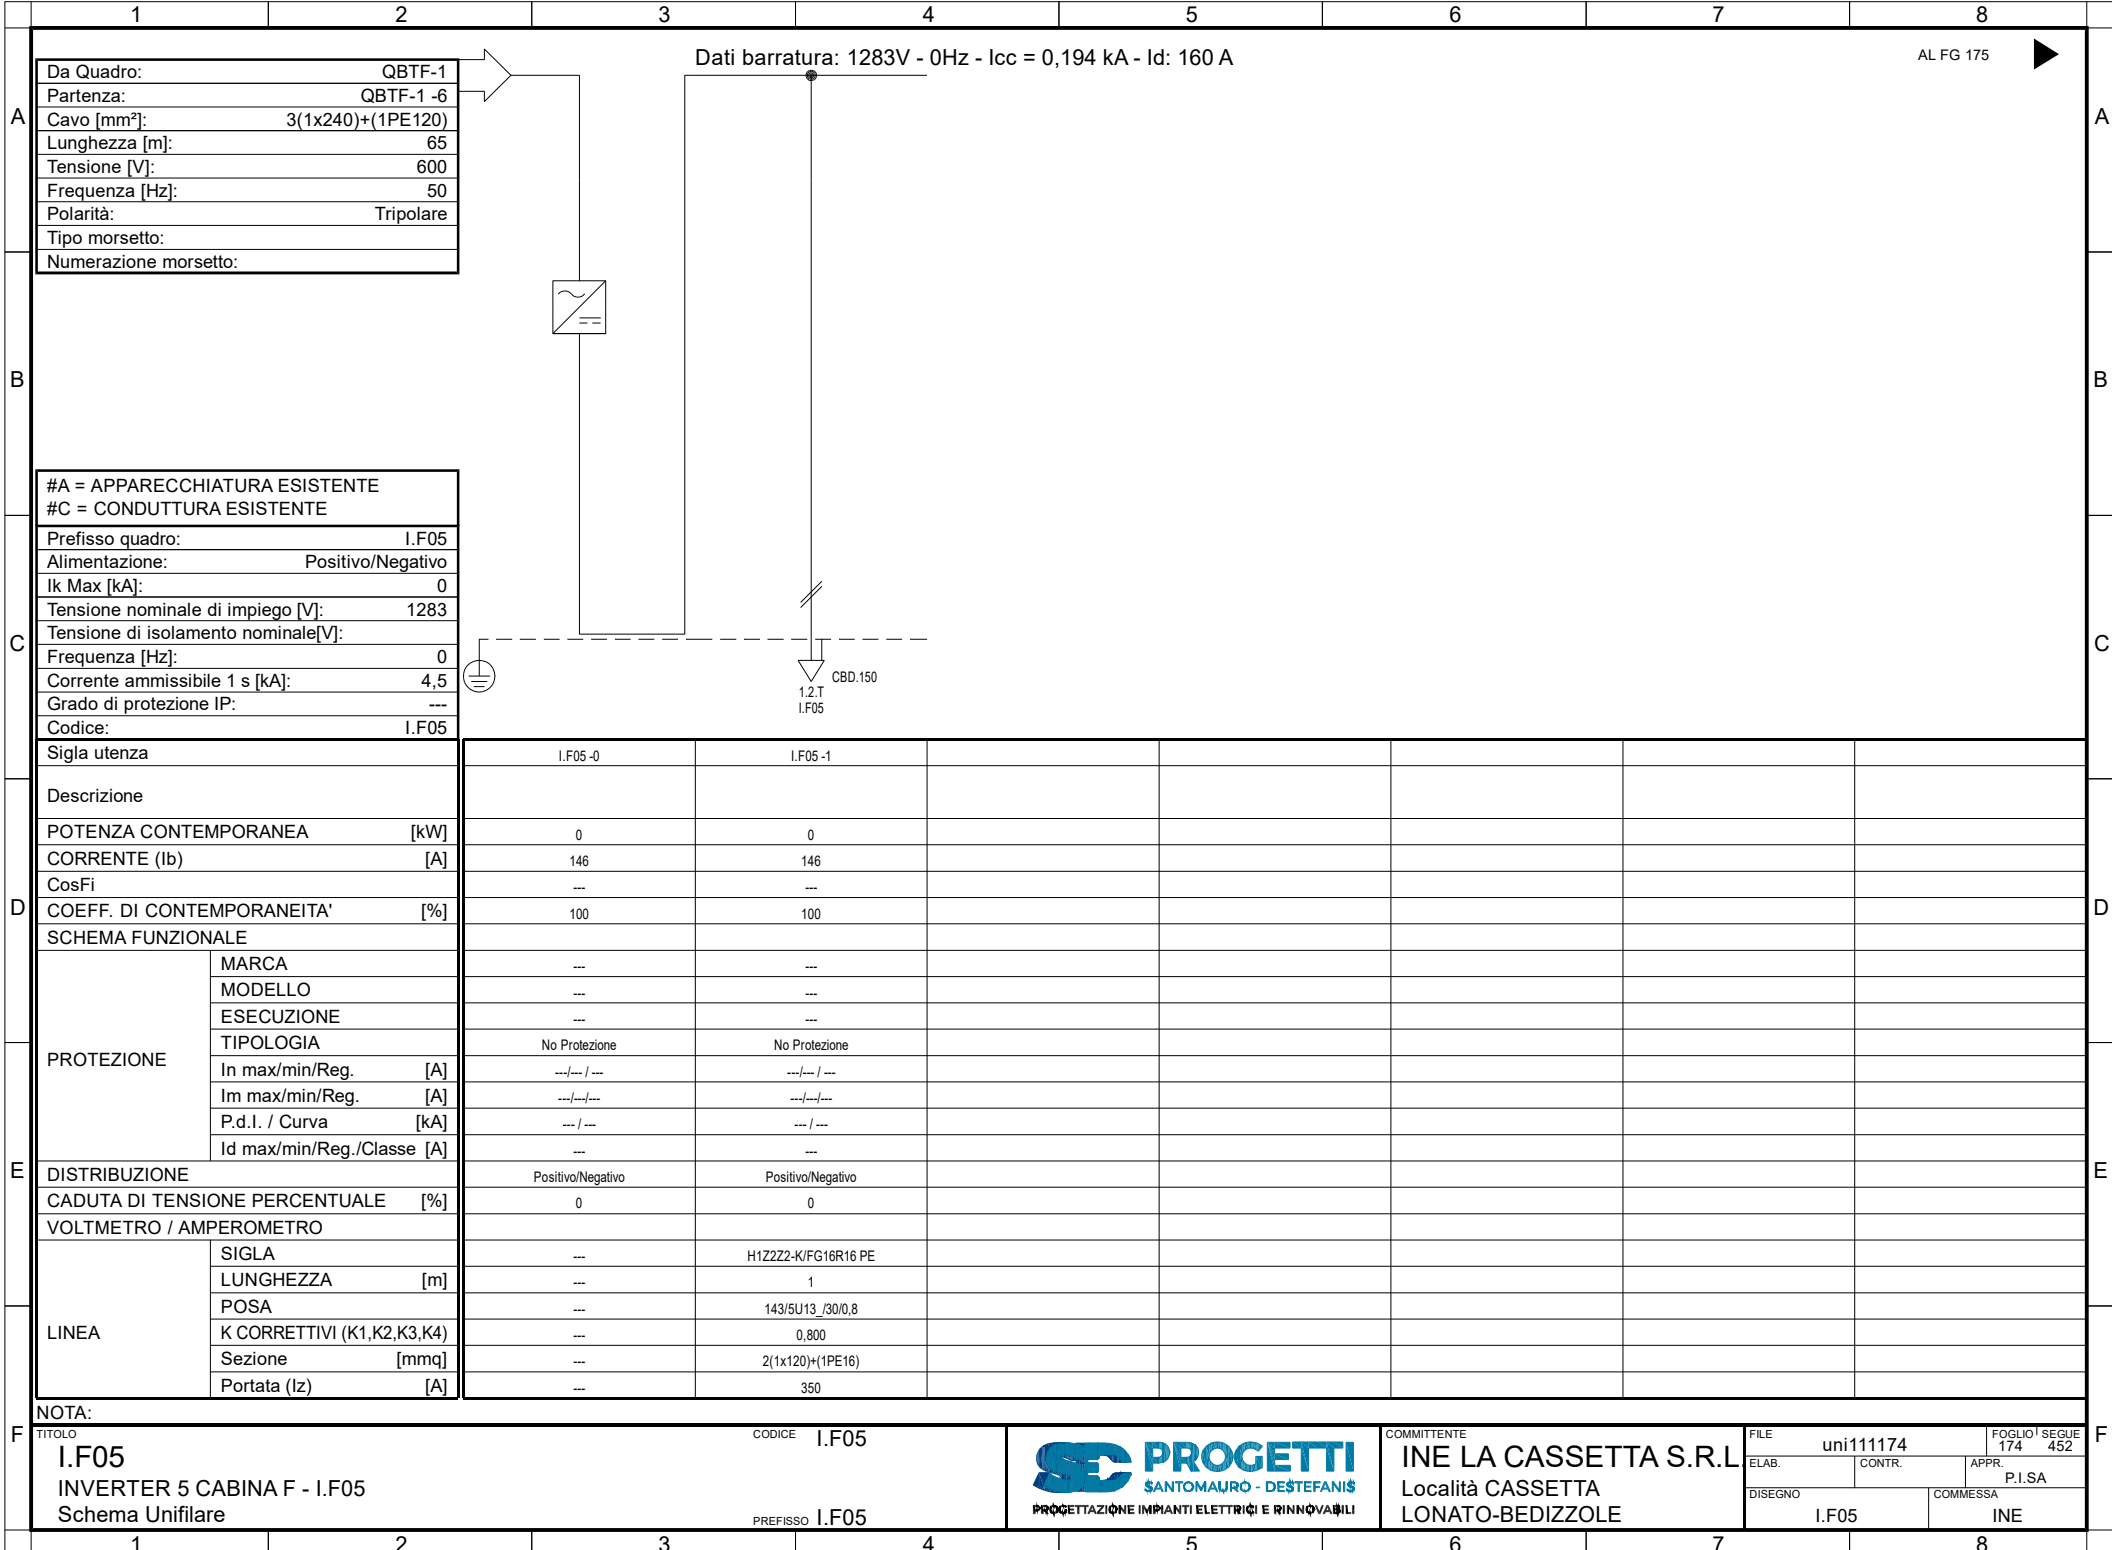 1 2 3 4 5 6 7 8
Dati barratura: 1283V - 0Hz - Icc = 0,194 kA - Id: 160 A
AL FG 175
Da Quadro: QBTF-1
Partenza: QBTF-1 -6
Cavo [mm²]: 3(1x240)+(1PE120)
Lunghezza [m]: 65
Tensione [V]: 600
Frequenza [Hz]: 50
Polarità: Tripolare
Tipo morsetto:
Numerazione morsetto:
A A
B B
#A = APPARECCHIATURA ESISTENTE
#C = CONDUTTURA ESISTENTE
Prefisso quadro: I.F05
Alimentazione: Positivo/Negativo
Ik Max [kA]: 0
Tensione nominale di impiego [V]: 1283
Tensione di isolamento nominale[V]:
Frequenza [Hz]: 0
Corrente ammissibile 1 s [kA]: 4,5
Grado di protezione IP: ---
Codice: I.F05
C C
CBD.150
1.2.T
I.F05
Sigla utenza I.F05 -0 I.F05 -1
Descrizione
POTENZA CONTEMPORANEA [kW] 0 0
CORRENTE (Ib) [A] 146 146
CosFi --- ---
D COEFF. DI CONTEMPORANEITA' [%] 100 100 D
SCHEMA FUNZIONALE
PROTEZIONE
MARCA --- ---
MODELLO --- ---
ESECUZIONE --- ---
TIPOLOGIA No Protezione No Protezione
In max/min/Reg. [A] ---/--- / --- ---/--- / ---
Im max/min/Reg. [A] ---/---/--- ---/---/---
P.d.I. / Curva [kA] --- / --- --- / ---
Id max/min/Reg./Classe [A] --- ---
E DISTRIBUZIONE Positivo/Negativo Positivo/Negativo E
CADUTA DI TENSIONE PERCENTUALE [%] 0 0
VOLTMETRO / AMPEROMETRO
LINEA
SIGLA --- H1Z2Z2-K/FG16R16 PE
LUNGHEZZA [m] --- 1
POSA --- 143/5U13_/30/0,8
K CORRETTIVI (K1,K2,K3,K4) --- 0,800
Sezione [mmq] --- 2(1x120)+(1PE16)
Portata (Iz) [A] --- 350
NOTA:
F F
TITOLO
I.F05
INVERTER 5 CABINA F - I.F05
Schema Unifilare
CODICE I.F05
PREFISSO I.F05
SD PROGETTI
SANTOMAURO - DESTEFANIS
PROGETTAZIONE IMPIANTI ELETTRICI E RINNOVABILI
COMMITTENTE
INE LA CASSETTA S.R.L.
Località CASSETTA
LONATO-BEDIZZOLE
FILE uni111174
FOGLIO 174 SEGUE 452
ELAB. CONTR. APPR. P.I.SA
DISEGNO I.F05
COMMESSA INE
1 2 3 4 5 6 7 8